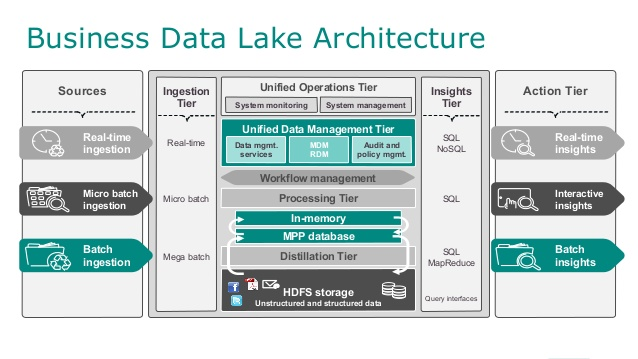 Business Data Lake Architecture
Sources
Real-time
ingestion
Micro batch
ingestion
Batch
ingestion
Ingestion
Tier
Real-time
Micro batch
Mega batch
Unified Operations Tier
System monitoring
System management
Unified Data Management Tier
Data mgmt.
services
MDM
RDM
Audit and
policy mgmt.
Workflow management
Processing Tier
In-memory
MPP database
Distillation Tier
HDFS storage
Unstructured and structured data
Insights
Tier
SQL
NoSQL
SQL
SQL
MapReduce
Query interfaces
Action Tier
Real-time
insights
Interactive
insights
Batch
insights